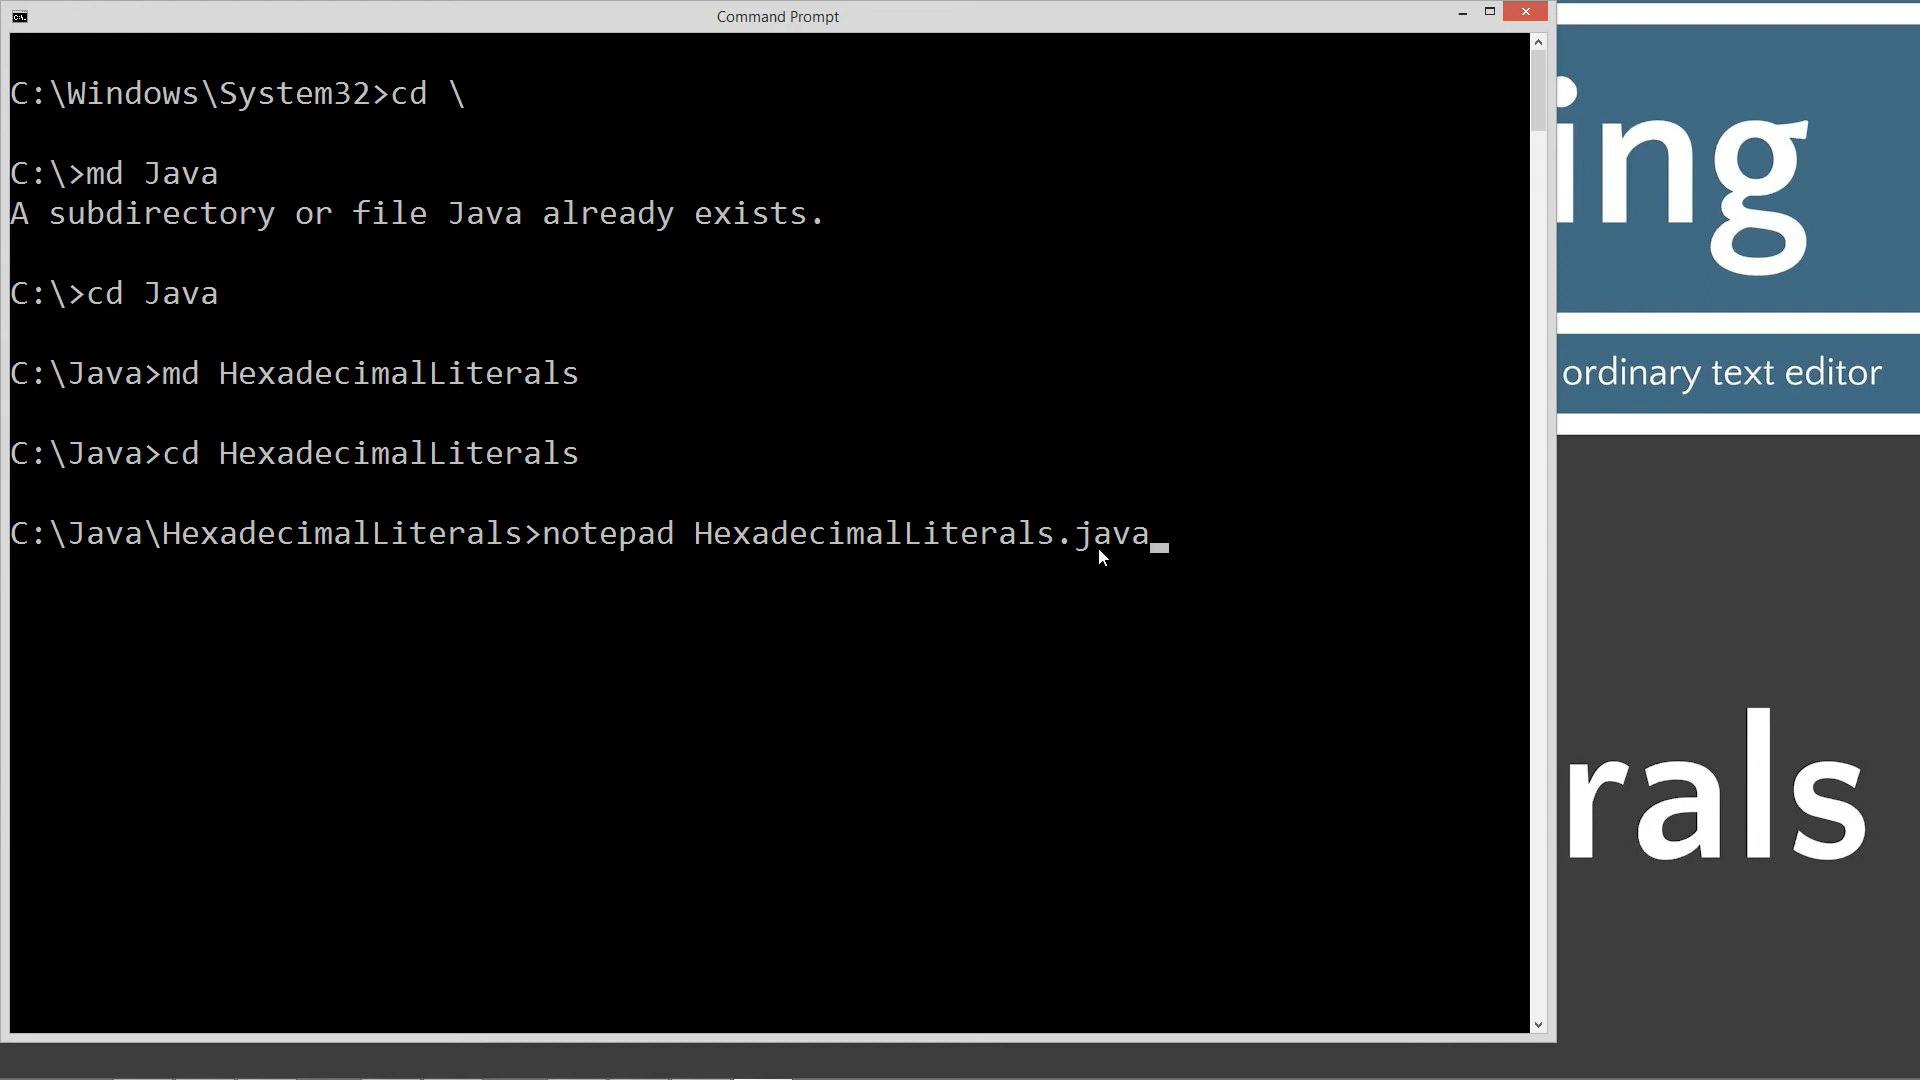 Command Prompt
C:\Windows\System32>cd \
C:\>md Java
A subdirectory or file Java already exists.
C:\>cd Java
C:\Java>md HexadecimalLiterals
C:\Java>cd HexadecimalLiterals
C:\Java\HexadecimalLiterals>notepad HexadecimalLiterals.java
ing
ordinary text editor
rals